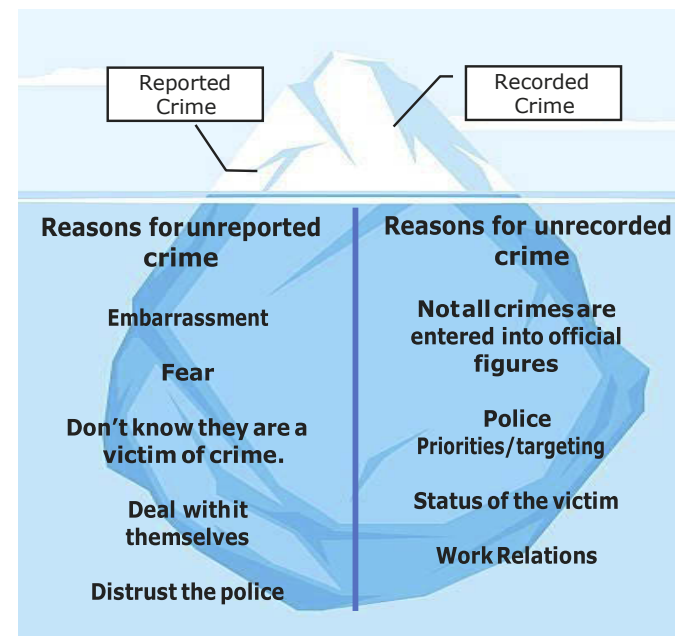 Reported
Crime
Recorded
Crime
Reasons for unreported
crime
Embarrassment
Fear
Don't know they are a
victim of crime.
Deal with it
themselves
Distrust the police
Reasons for unrecorded
crime
Not all crimes are
entered into official
figures
Police
Priorities/targeting
Status of the victim
Work Relations